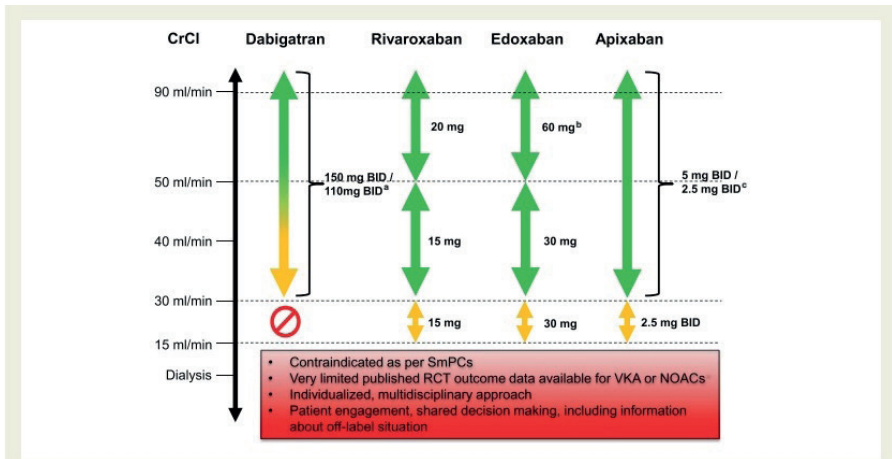 CrCl Dabigatran Rivaroxaban Edoxaban Apixaban
90 ml/min
20 mg 60 mgᵇ
150 mg BID / 110mg BIDᵃ
5 mg BID / 2.5 mg BIDᶜ
50 ml/min
40 ml/min
15 mg 30 mg
30 ml/min
15 mg 30 mg 2.5 mg BID
15 ml/min
Dialysis
• Contraindicated as per SmPCs
• Very limited published RCT outcome data available for VKA or NOACs
• Individualized, multidisciplinary approach
• Patient engagement, shared decision making, including information
about off-label situation